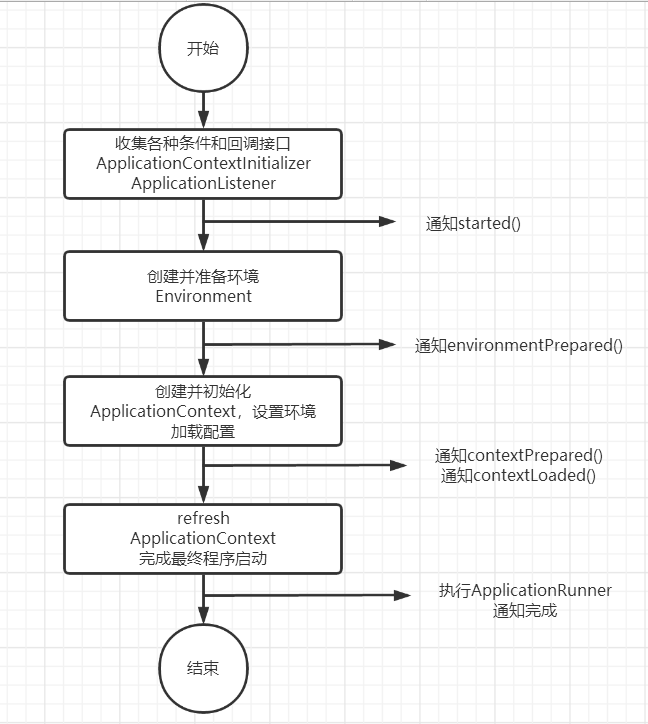 开始
收集各种条件和回调接口
ApplicationContextInitializer
ApplicationListener
通知started()
创建并准备环境
Environment
通知environmentPrepared()
创建并初始化
ApplicationContext，设置环境
加载配置
通知contextPrepared()
通知contextLoaded()
refresh
ApplicationContext
完成最终程序启动
执行ApplicationRunner
通知完成
结束